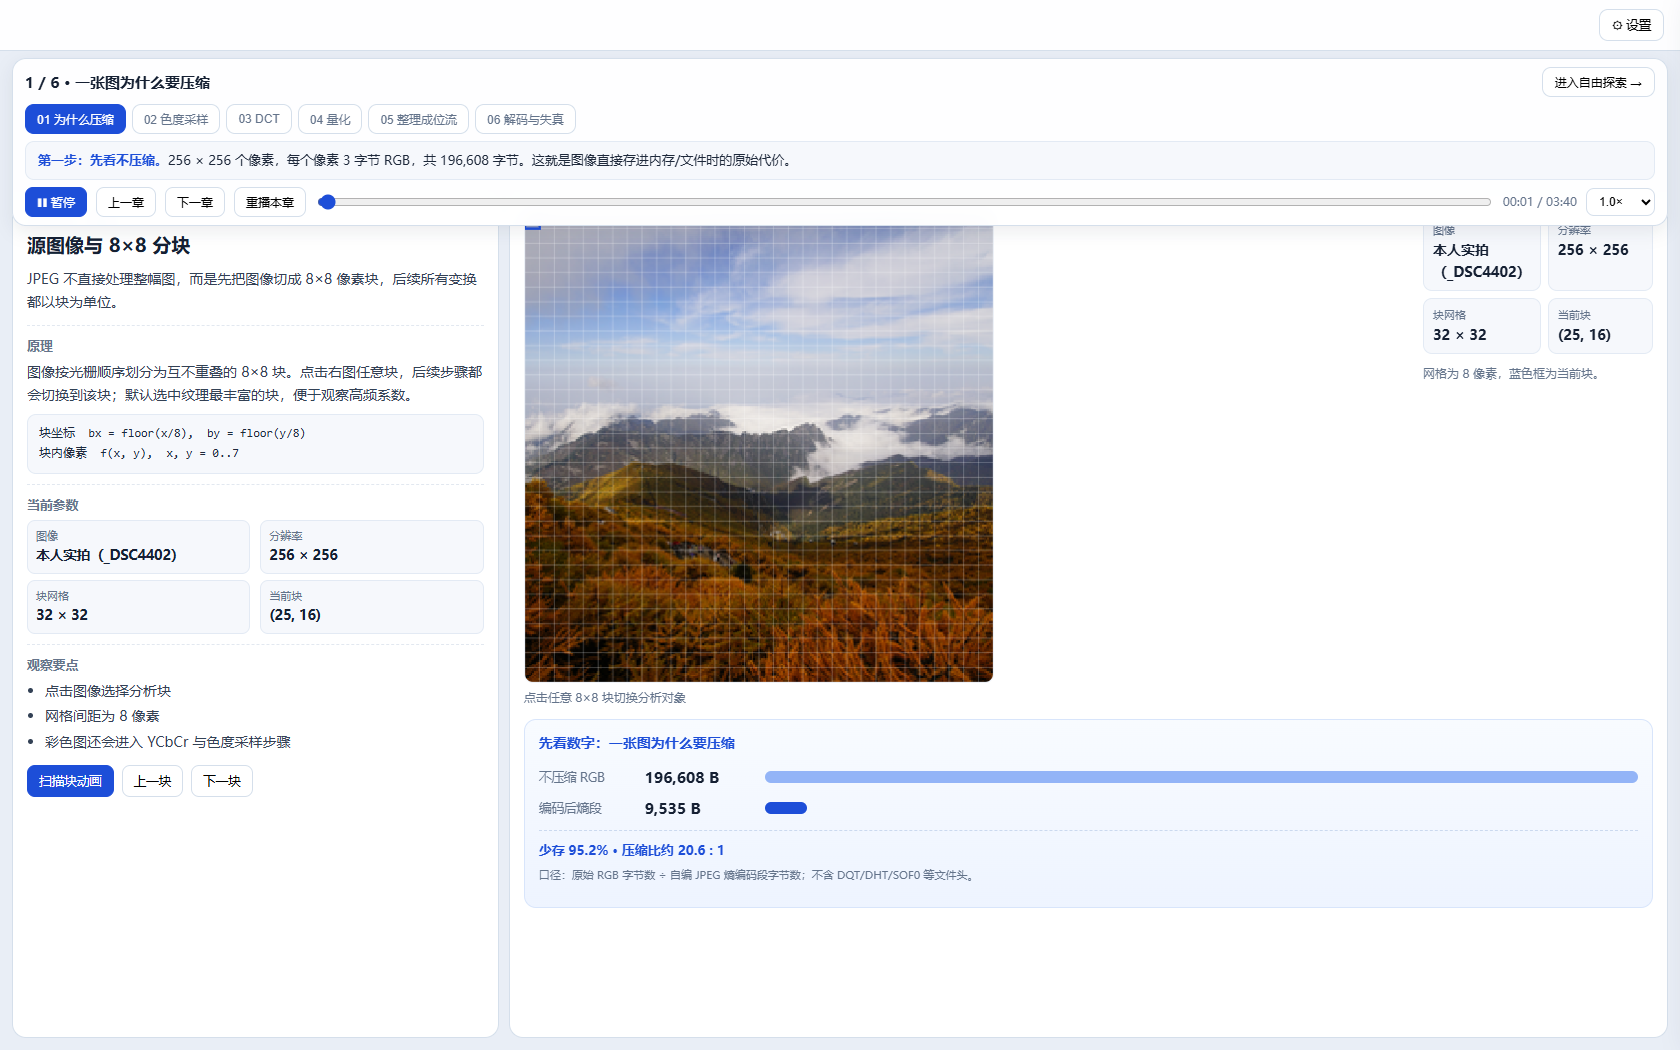 ⚙ 设置
1 / 6 • 一张图为什么要压缩
进入自由探索 →
01 为什么压缩
02 色度采样
03 DCT
04 量化
05 整理成位流
06 解码与失真
第一步：先看不压缩。256 × 256 个像素，每个像素 3 字节 RGB，共 196,608 字节。这就是图像直接存进内存/文件时的原始代价。
暂停
上一章
下一章
重播本章
00:01 / 03:40
1.0×
源图像与 8×8 分块
JPEG 不直接处理整幅图，而是先把图像切成 8×8 像素块，后续所有变换
都以块为单位。
原理
图像按光栅顺序划分为互不重叠的 8×8 块。点击右图任意块，后续步骤都
会切换到该块；默认选中纹理最丰富的块，便于观察高频系数。
块坐标 bx = floor(x/8), by = floor(y/8)
块内像素 f(x, y), x, y = 0..7
当前参数
图像
本人实拍（_DSC4402）
分辨率
256 × 256
块网格
32 × 32
当前块
(25, 16)
观察要点
• 点击图像选择分析块
• 网格间距为 8 像素
• 彩色图还会进入 YCbCr 与色度采样步骤
扫描块动画
上一块
下一块
点击任意 8×8 块切换分析对象
先看数字：一张图为什么要压缩
不压缩 RGB 196,608 B
编码后熵段 9,535 B
少存 95.2% • 压缩比约 20.6 : 1
口径：原始 RGB 字节数 ÷ 自编 JPEG 熵编码段字节数；不含 DQT/DHT/SOF0 等文件头。
图像
本人实拍
（_DSC4402）
分辨率
256 × 256
块网格
32 × 32
当前块
(25, 16)
网格为 8 像素，蓝色框为当前块。